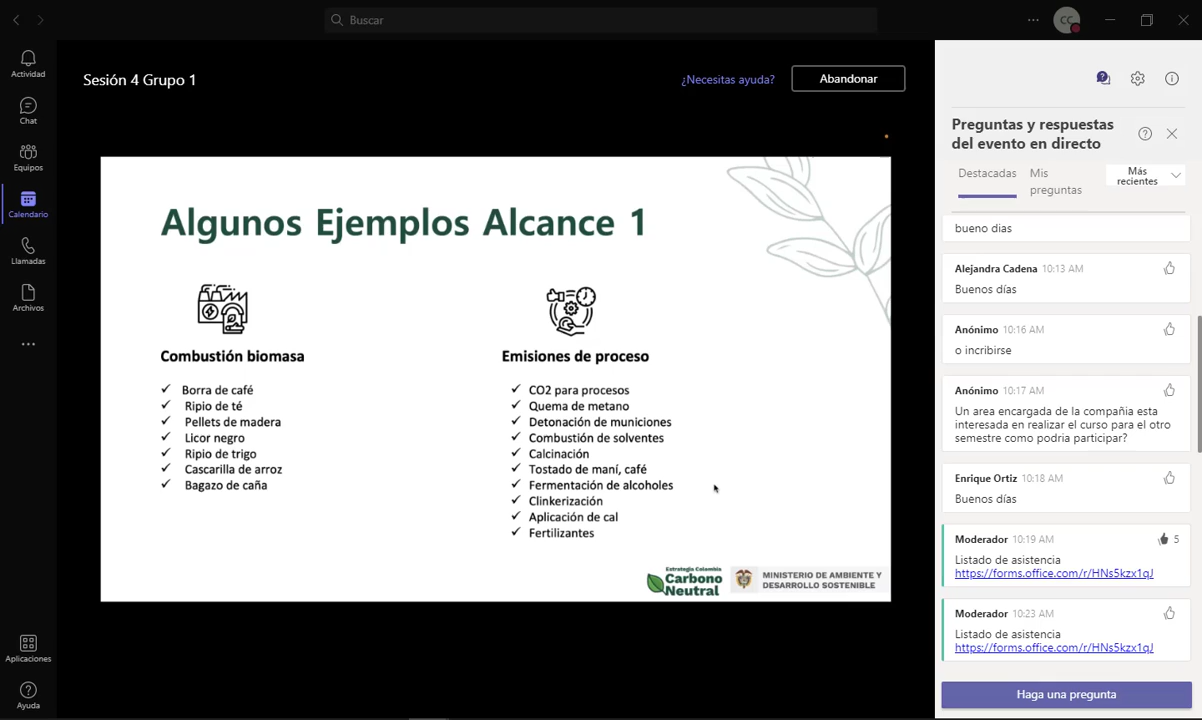 Buscar
CC
Actividad
Chat
Equipos
Calendario
Llamadas
Archivos
Aplicaciones
Ayuda
Sesión 4 Grupo 1
¿Necesitas ayuda?
Abandonar
Algunos Ejemplos Alcance 1
Combustión biomasa
✓ Borra de café
✓ Ripio de té
✓ Pellets de madera
✓ Licor negro
✓ Ripio de trigo
✓ Cascarilla de arroz
✓ Bagazo de caña
Emisiones de proceso
✓ CO2 para procesos
✓ Quema de metano
✓ Detonación de municiones
✓ Combustión de solventes
✓ Calcinación
✓ Tostado de maní, café
✓ Fermentación de alcoholes
✓ Clinkerización
✓ Aplicación de cal
✓ Fertilizantes
Estrategia Colombia
Carbono
Neutral
MINISTERIO DE AMBIENTE Y
DESARROLLO SOSTENIBLE
Preguntas y respuestas
del evento en directo
Destacadas
Mis
preguntas
Más
recientes
bueno dias
Alejandra Cadena 10:13 AM
Buenos días
Anónimo 10:16 AM
o incribirse
Anónimo 10:17 AM
Un area encargada de la compañia esta
interesada en realizar el curso para el otro
semestre como podria participar?
Enrique Ortiz 10:18 AM
Buenos días
Moderador 10:19 AM 5
Listado de asistencia
https://forms.office.com/r/HNs5kzx1qJ
Moderador 10:23 AM
Listado de asistencia
https://forms.office.com/r/HNs5kzx1qJ
Haga una pregunta